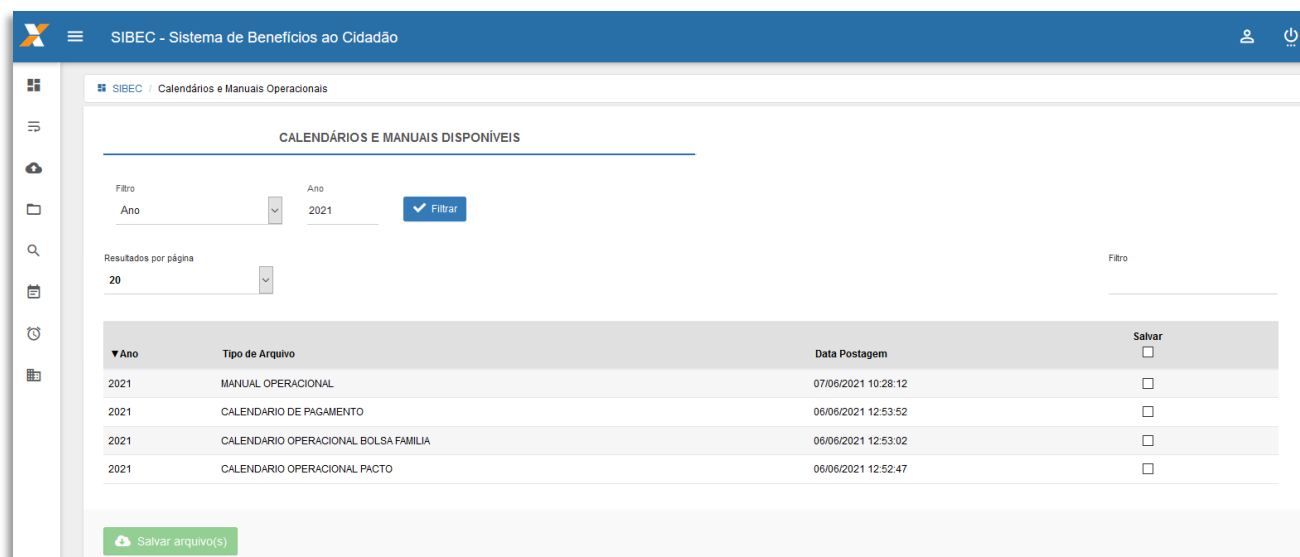 SIBEC - Sistema de Benefícios ao Cidadão
SIBEC / Calendários e Manuais Operacionais
CALENDÁRIOS E MANUAIS DISPONÍVEIS
Filtro Ano
Ano 2021 Filtrar
Resultados por página Filtro
20
Salvar
▼Ano Tipo de Arquivo Data Postagem
2021 MANUAL OPERACIONAL 07/06/2021 10:28:12
2021 CALENDARIO DE PAGAMENTO 06/06/2021 12:53:52
2021 CALENDARIO OPERACIONAL BOLSA FAMILIA 06/06/2021 12:53:02
2021 CALENDARIO OPERACIONAL PACTO 06/06/2021 12:52:47
Salvar arquivo(s)